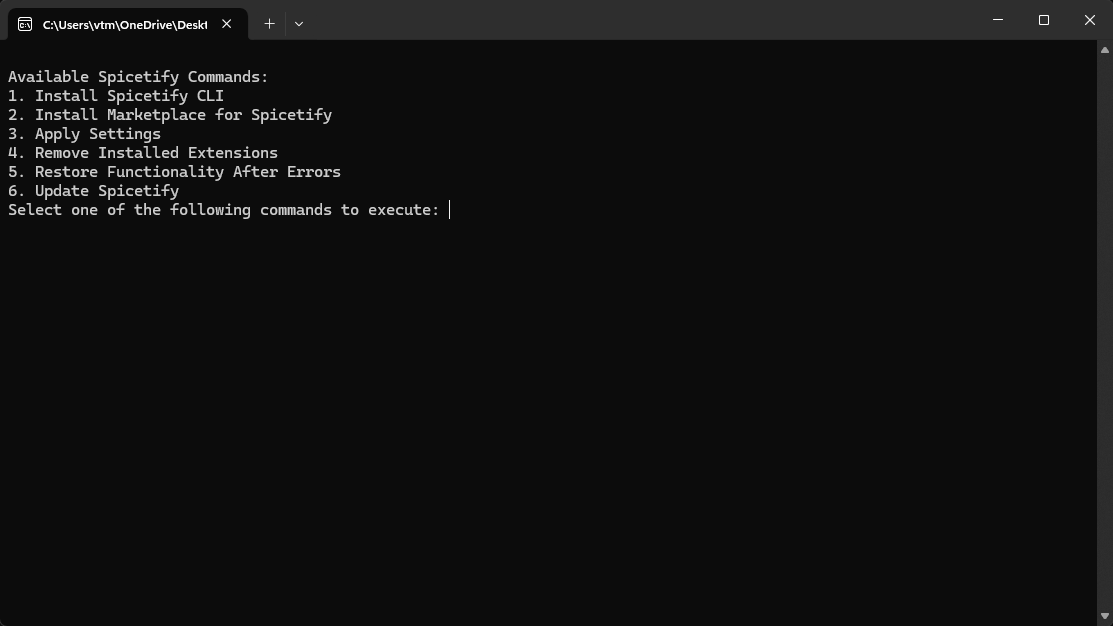 C:\Users\vtm\OneDrive\Deskt
Available Spicetify Commands:
1. Install Spicetify CLI
2. Install Marketplace for Spicetify
3. Apply Settings
4. Remove Installed Extensions
5. Restore Functionality After Errors
6. Update Spicetify
Select one of the following commands to execute: